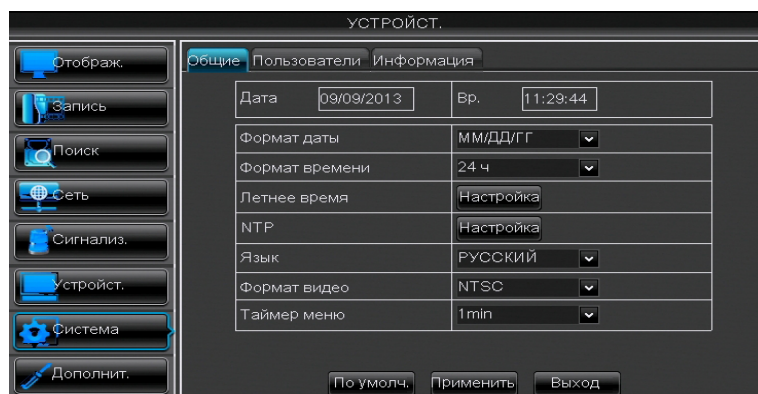 УСТРОЙСТ.
Отображ.
Запись
Поиск
Сеть
Сигнализ.
Устройст.
Система
Дополнит.
Общие Пользователи Информация
Дата 09/09/2013 Вр. 11:29:44
Формат даты ММ/ДД/ГГ
Формат времени 24 ч
Летнее время Настройка
NTP Настройка
Язык РУССКИЙ
Формат видео NTSC
Таймер меню 1min
По умолч. Применить Выход